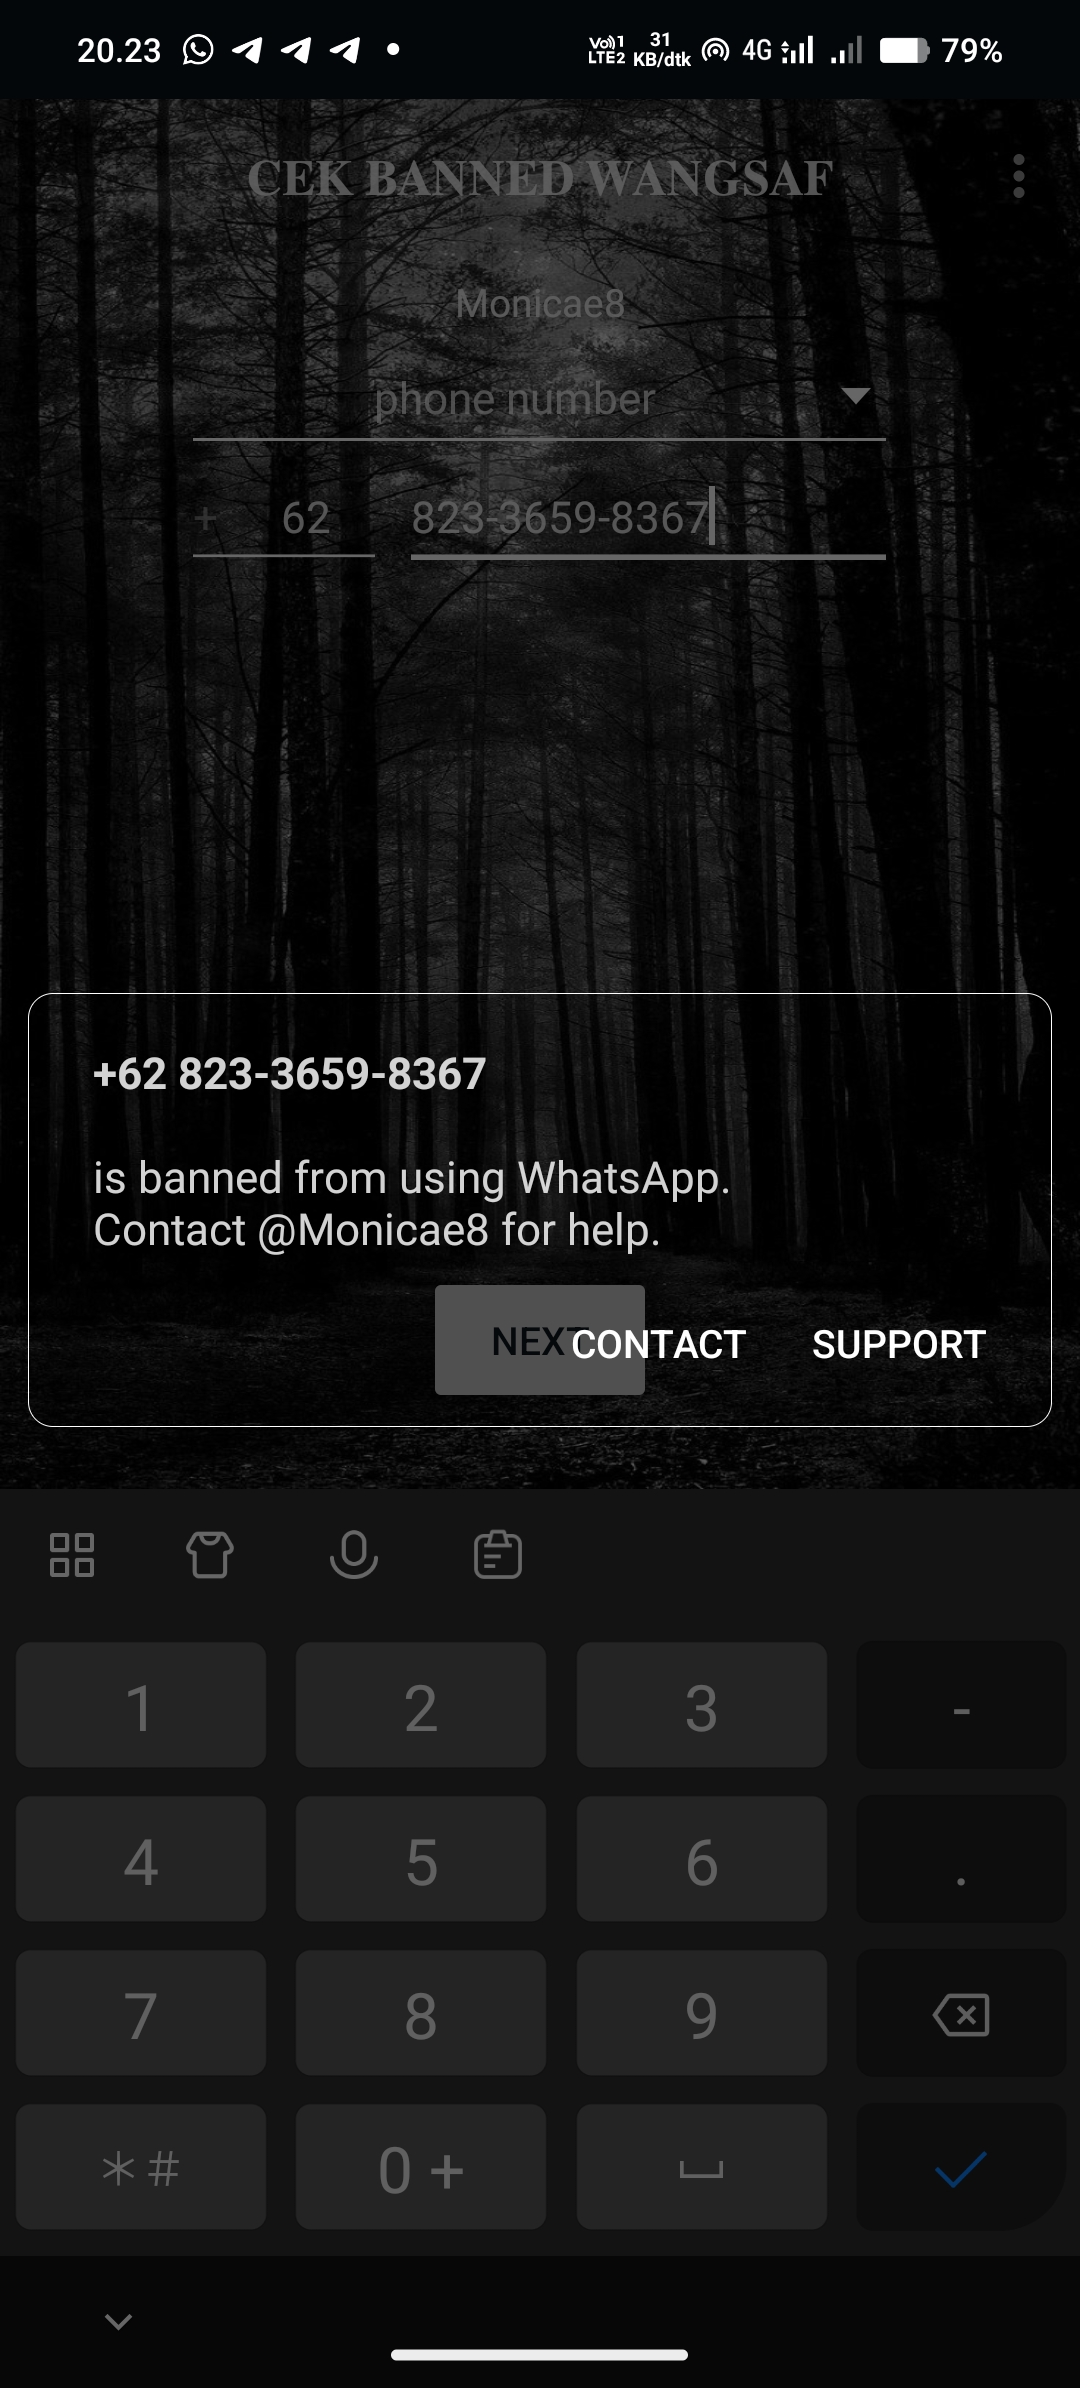 20.23
Vo))1 LTE2 31 KB/dtk 4G 79%
CEK BANNED WANGSAF
Monicae8
phone number
+ 62 823-3659-8367
+62 823-3659-8367
is banned from using WhatsApp.
Contact @Monicae8 for help.
NEXT CONTACT SUPPORT
1 2 3 -
4 5 6 .
7 8 9
*# 0 +